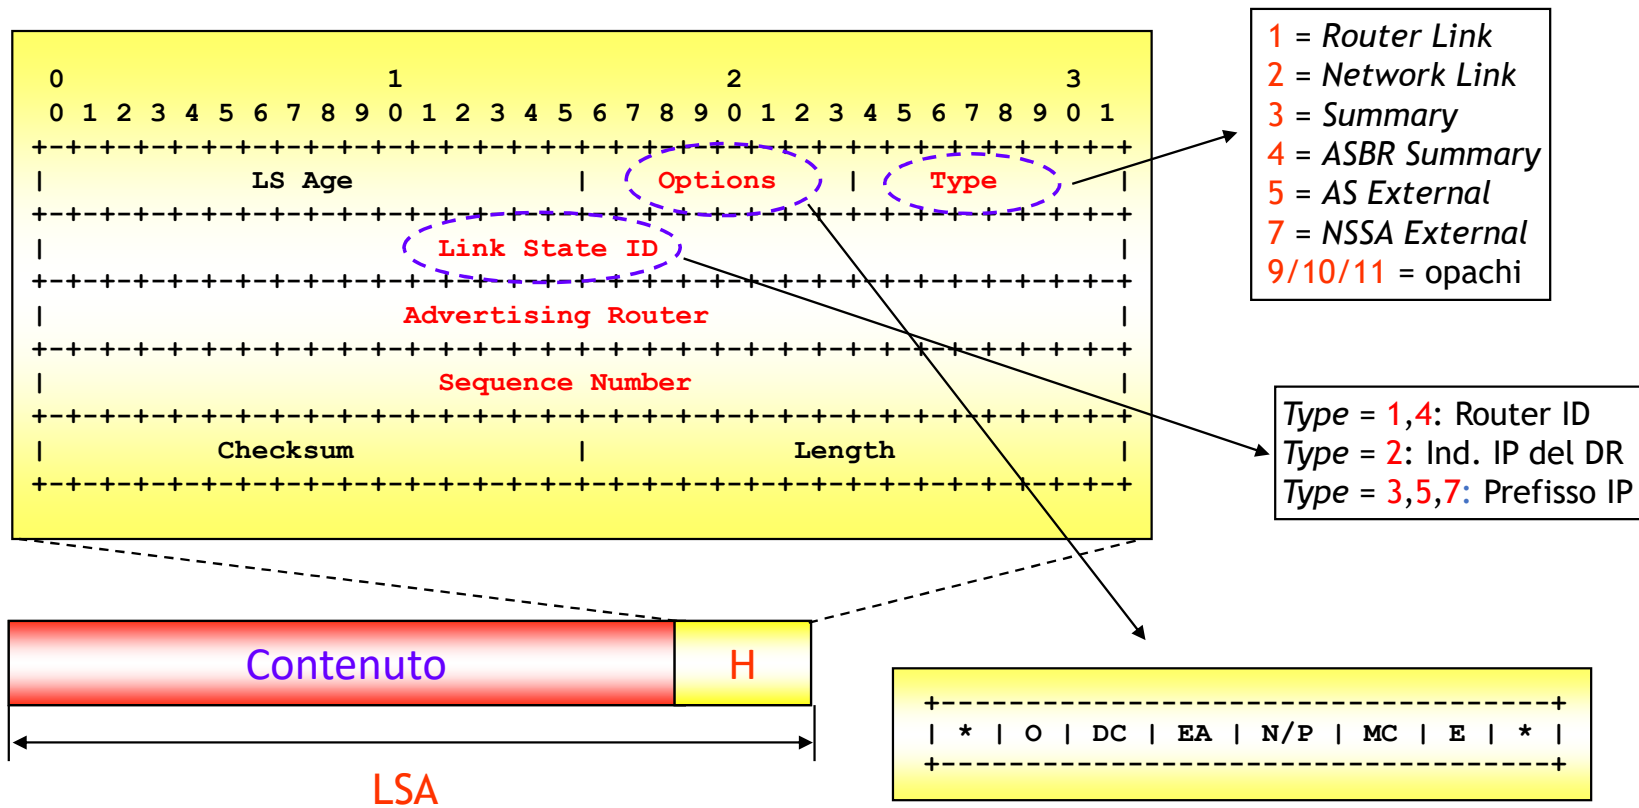 0 1 2 3
0 1 2 3 4 5 6 7 8 9 0 1 2 3 4 5 6 7 8 9 0 1 2 3 4 5 6 7 8 9 0 1
+-+-+-+-+-+-+-+-+-+-+-+-+-+-+-+-+-+-+-+-+-+-+-+-+-+-+-+-+-+-+-+-+
| LS Age | Options | Type |
+-+-+-+-+-+-+-+-+-+-+-+-+-+-+-+-+-+-+-+-+-+-+-+-+-+-+-+-+-+-+-+-+
| Link State ID |
+-+-+-+-+-+-+-+-+-+-+-+-+-+-+-+-+-+-+-+-+-+-+-+-+-+-+-+-+-+-+-+-+
| Advertising Router |
+-+-+-+-+-+-+-+-+-+-+-+-+-+-+-+-+-+-+-+-+-+-+-+-+-+-+-+-+-+-+-+-+
| Sequence Number |
+-+-+-+-+-+-+-+-+-+-+-+-+-+-+-+-+-+-+-+-+-+-+-+-+-+-+-+-+-+-+-+-+
| Checksum | Length |
+-+-+-+-+-+-+-+-+-+-+-+-+-+-+-+-+-+-+-+-+-+-+-+-+-+-+-+-+-+-+-+-+
1 = Router Link
2 = Network Link
3 = Summary
4 = ASBR Summary
5 = AS External
7 = NSSA External
9/10/11 = opachi
Type = 1,4: Router ID
Type = 2: Ind. IP del DR
Type = 3,5,7: Prefisso IP
Contenuto H
LSA
+------------------------------------+
| * | O | DC | EA | N/P | MC | E | * |
+------------------------------------+